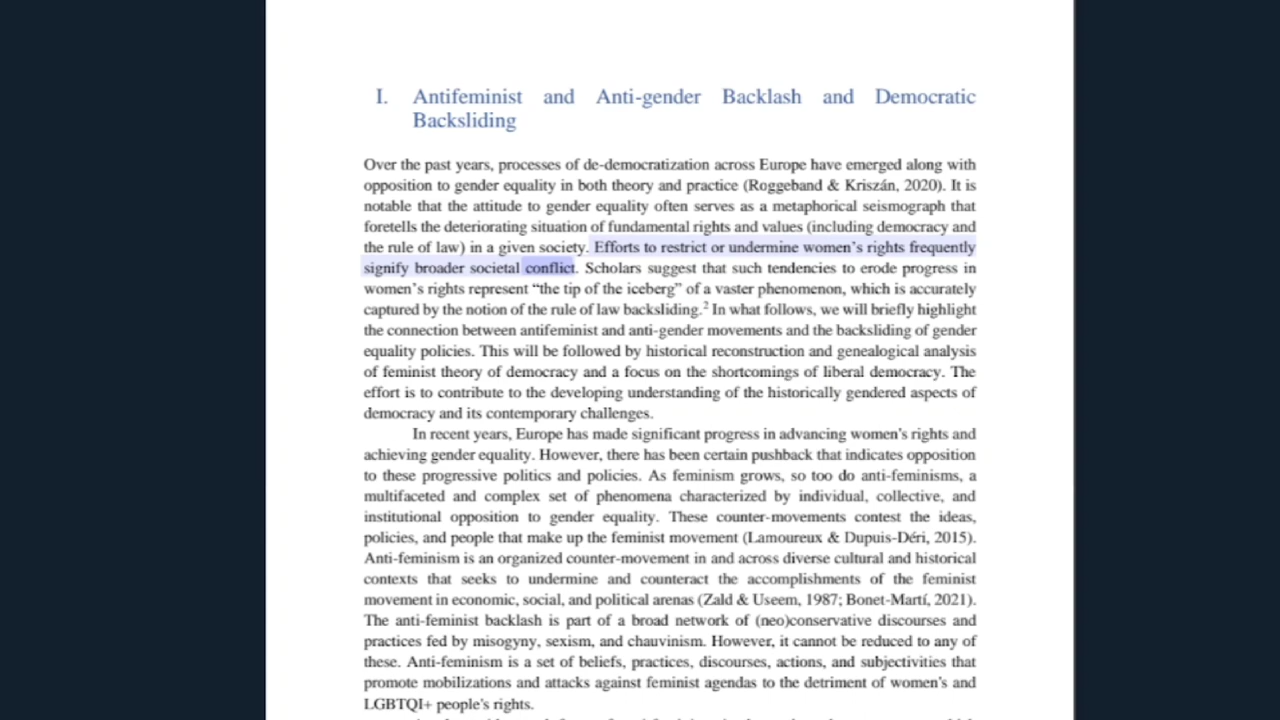 I. Antifeminist and Anti-gender Backlash and Democratic
Backsliding
Over the past years, processes of de-democratization across Europe have emerged along with
opposition to gender equality in both theory and practice (Roggeband & Kriszán, 2020). It is
notable that the attitude to gender equality often serves as a metaphorical seismograph that
foretells the deteriorating situation of fundamental rights and values (including democracy and
the rule of law) in a given society. Efforts to restrict or undermine women’s rights frequently
signify broader societal conflict. Scholars suggest that such tendencies to erode progress in
women’s rights represent “the tip of the iceberg” of a vaster phenomenon, which is accurately
captured by the notion of the rule of law backsliding.² In what follows, we will briefly highlight
the connection between antifeminist and anti-gender movements and the backsliding of gender
equality policies. This will be followed by historical reconstruction and genealogical analysis
of feminist theory of democracy and a focus on the shortcomings of liberal democracy. The
effort is to contribute to the developing understanding of the historically gendered aspects of
democracy and its contemporary challenges.
In recent years, Europe has made significant progress in advancing women's rights and
achieving gender equality. However, there has been certain pushback that indicates opposition
to these progressive politics and policies. As feminism grows, so too do anti-feminisms, a
multifaceted and complex set of phenomena characterized by individual, collective, and
institutional opposition to gender equality. These counter-movements contest the ideas,
policies, and people that make up the feminist movement (Lamoureux & Dupuis-Déri, 2015).
Anti-feminism is an organized counter-movement in and across diverse cultural and historical
contexts that seeks to undermine and counteract the accomplishments of the feminist
movement in economic, social, and political arenas (Zald & Useem, 1987; Bonet-Martí, 2021).
The anti-feminist backlash is part of a broad network of (neo)conservative discourses and
practices fed by misogyny, sexism, and chauvinism. However, it cannot be reduced to any of
these. Anti-feminism is a set of beliefs, practices, discourses, actions, and subjectivities that
promote mobilizations and attacks against feminist agendas to the detriment of women's and
LGBTQI+ people's rights.